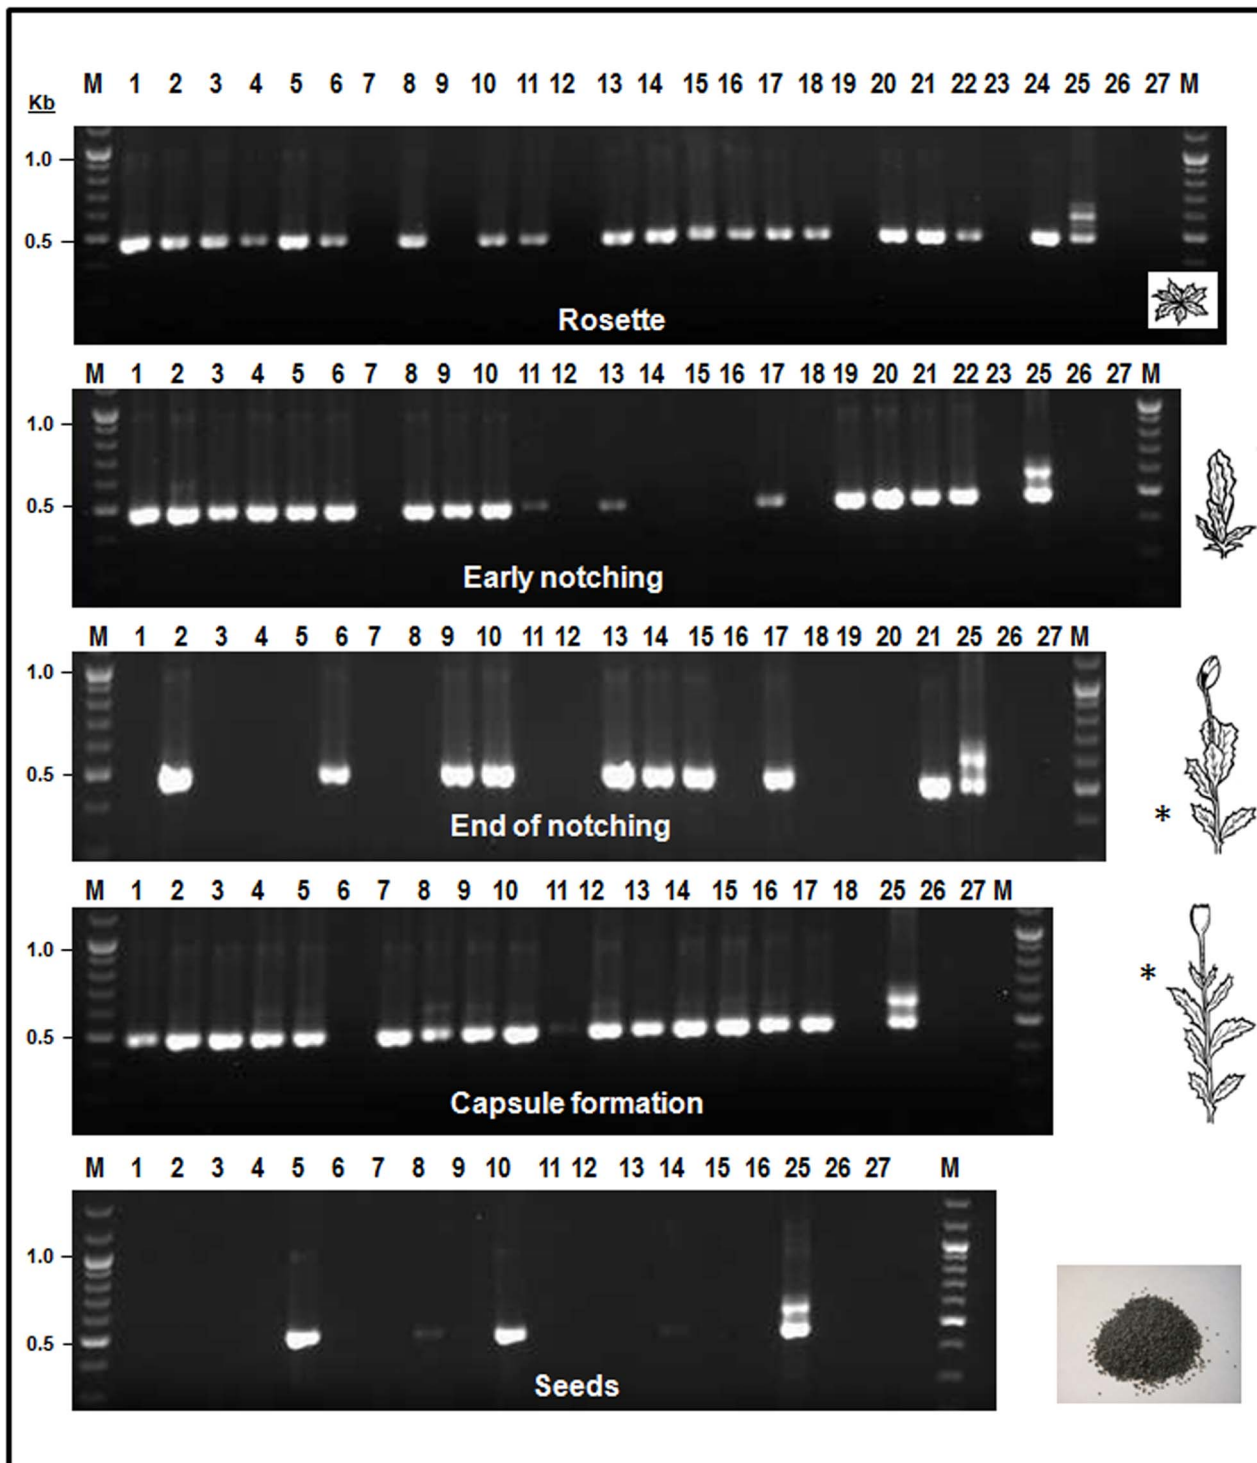 M 1 2 3 4 5 6 7 8 9 10 11 12 13 14 15 16 17 18 19 20 21 22 23 24 25 26 27 M
Kb
1.0
0.5
Rosette
M 1 2 3 4 5 6 7 8 9 10 11 12 13 14 15 16 17 18 19 20 21 22 23 25 26 27 M
1.0
0.5
Early notching
M 1 2 3 4 5 6 7 8 9 10 11 12 13 14 15 16 17 18 19 20 21 25 26 27 M
1.0
0.5
End of notching
*
M 1 2 3 4 5 6 7 8 9 10 11 12 13 14 15 16 17 18 25 26 27 M
1.0
*
0.5
Capsule formation
M 1 2 3 4 5 6 7 8 9 10 11 12 13 14 15 16 25 26 27 M
1.0
0.5
Seeds